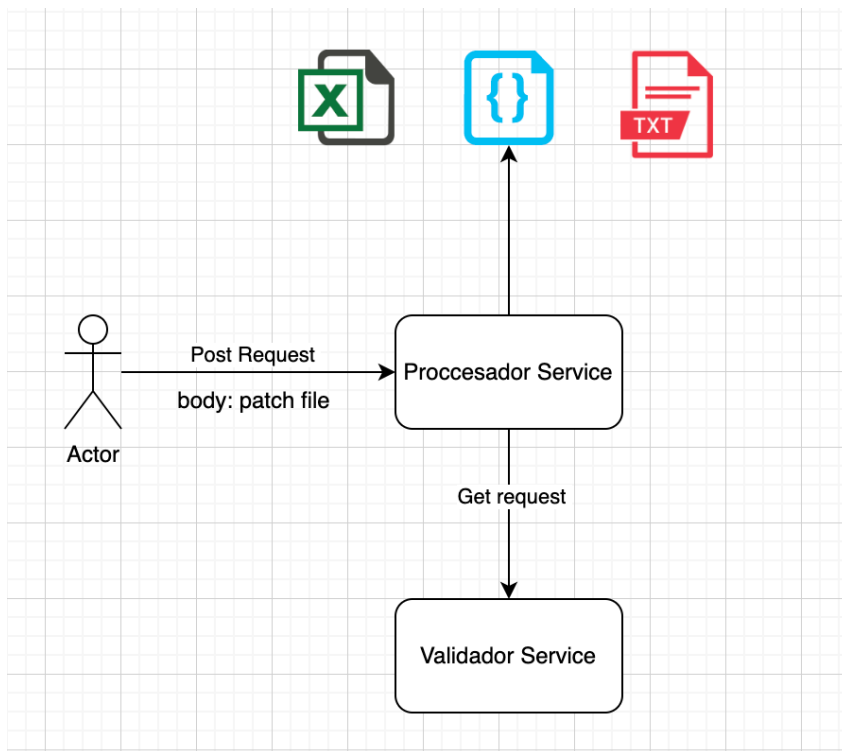 X
{}
TXT
Post Request
body: patch file
Proccesador Service
Actor
Get request
Validador Service